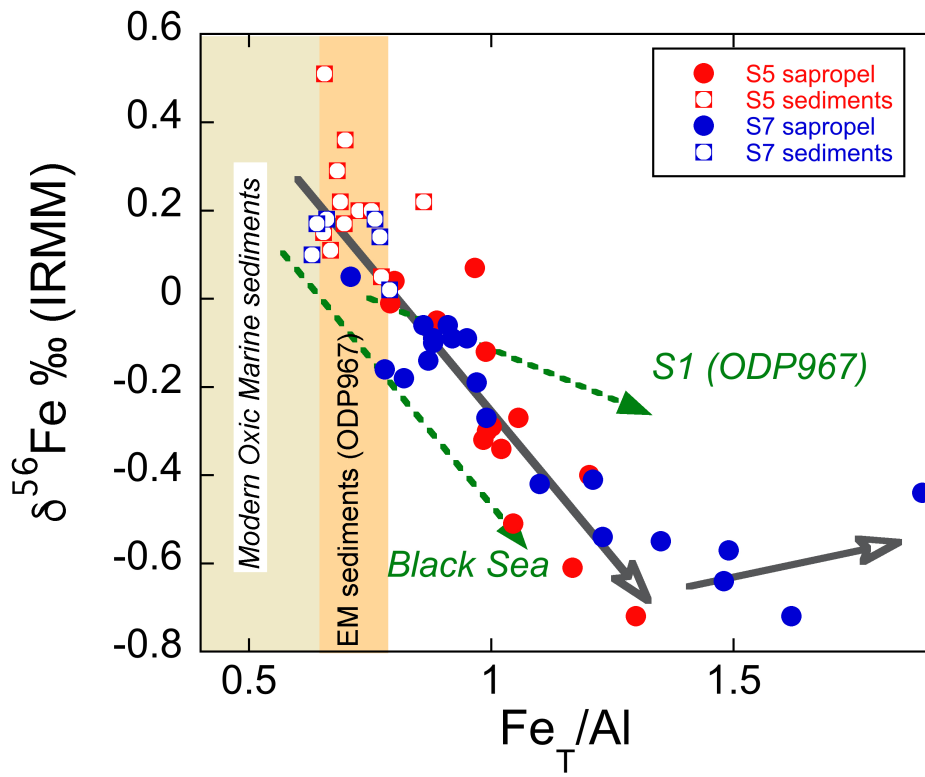 0.6
0.4
0.2
0
-0.2
-0.4
-0.6
-0.8
δ56Fe ‰ (IRMM)
Modern Oxic Marine sediments
EM sediments (ODP967)
S5 sapropel
S5 sediments
S7 sapropel
S7 sediments
S1 (ODP967)
Black Sea
0.5 1 1.5
FeT/Al